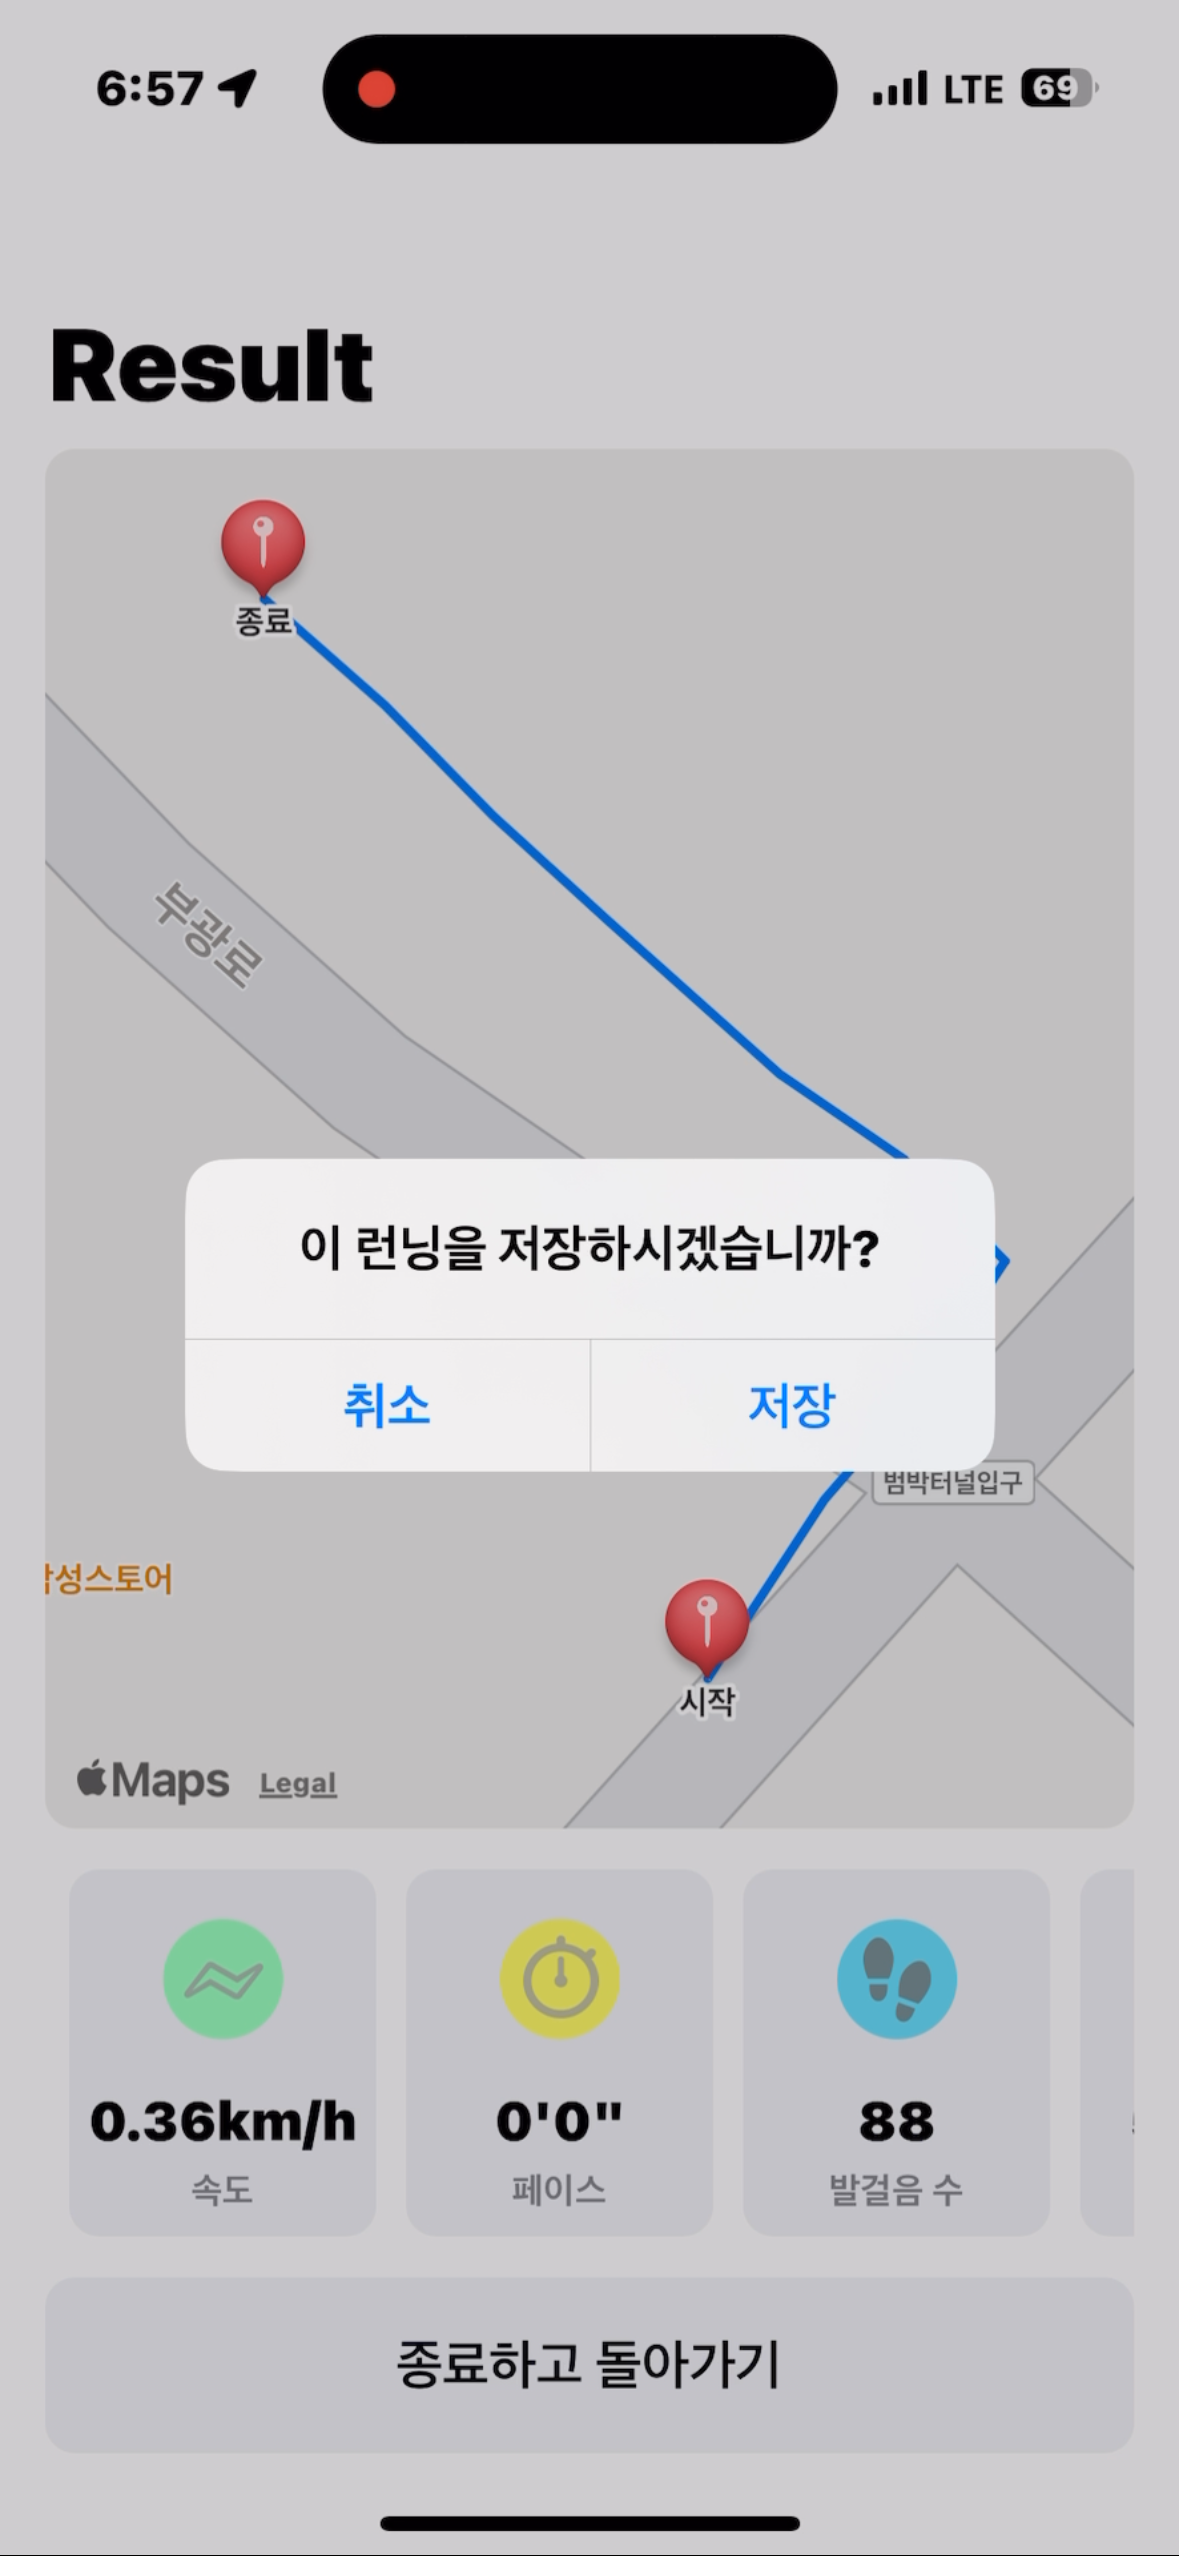 6:57
LTE
69
Result
종료
부광로
이 런닝을 저장하시겠습니까?
취소
저장
범박터널입구
성스토어
시작
Maps
Legal
0.36km/h
0'0"
88
속도
페이스
발걸음 수
종료하고 돌아가기